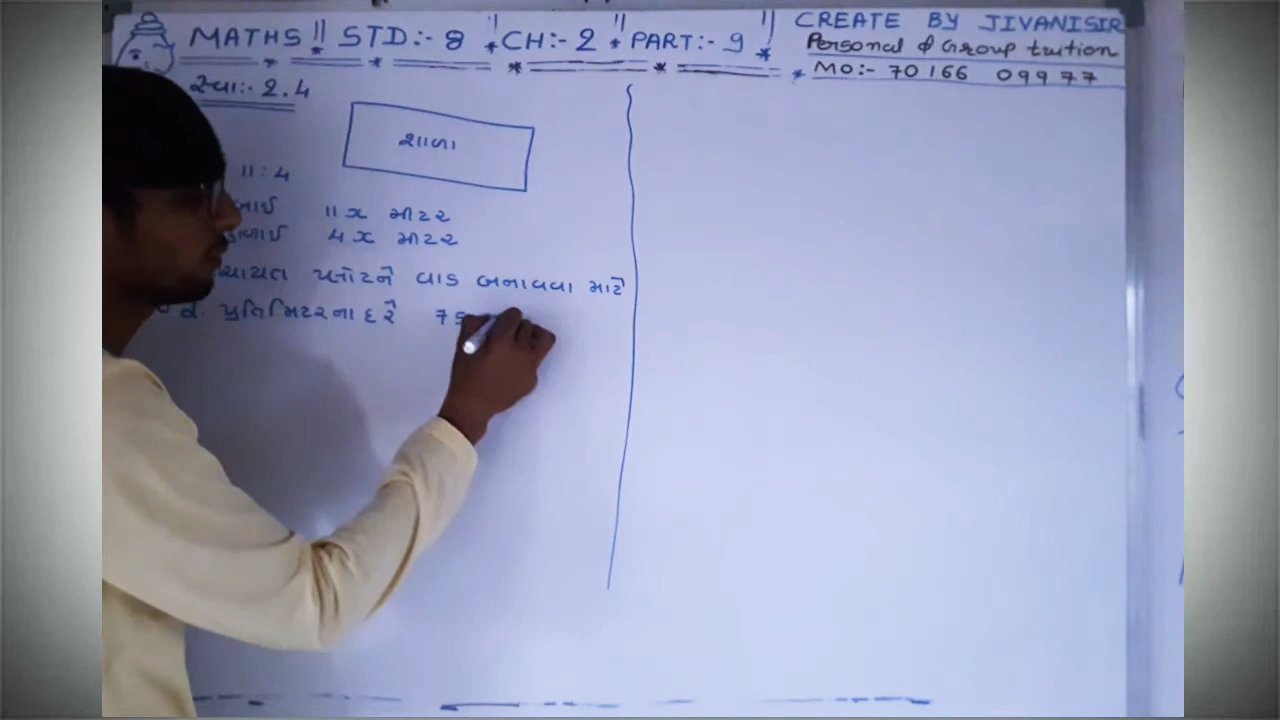 MATHS !! STD:- 8 !! CH:- 2 !! PART:- 9 !!
CREATE BY JIVANISIR
Personal & Group tuition
MO:- 70166 09977
સ્વા:- 2.4
શાળા
11 : 4
11x મીટર
4x મીટર
પ્લોટને વાડ બનાવવા માટે
પ્રતિમિટરના દરે